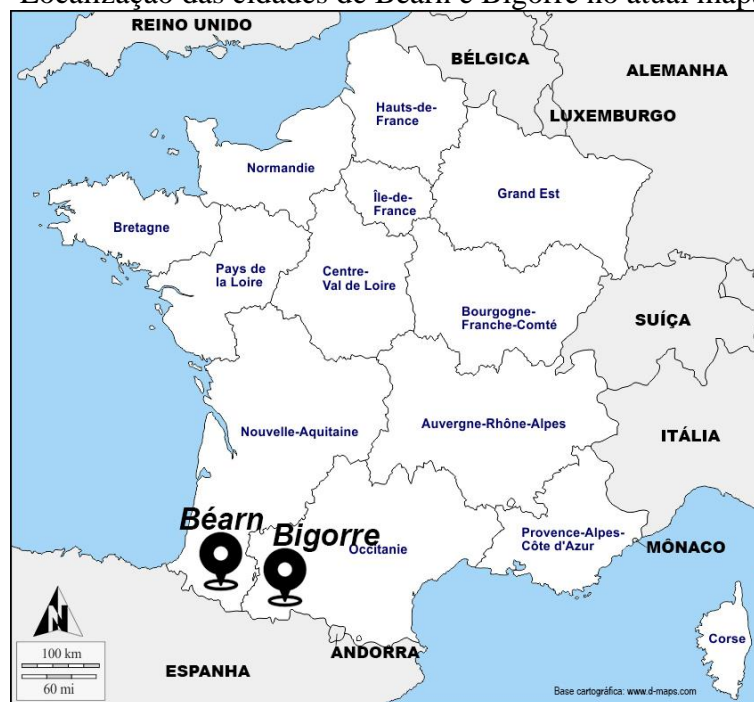 Localização das cidades de Béarn e Bigorre no atual mapa
REINO UNIDO
BÉLGICA
ALEMANHA
LUXEMBURGO
Hauts-de-
France
Normandie
Île-de-
France
Grand Est
Bretagne
Pays de
la Loire
Centre-
Val de Loire
Bourgogne-
Franche-Comté
SUÍÇA
Nouvelle-Aquitaine
Auvergne-Rhône-Alpes
ITÁLIA
Béarn
Bigorre
Occitanie
Provence-Alpes-
Côte d'Azur
MÔNACO
N
100 km
60 mi
ESPANHA
ANDORRA
Corse
Base cartográfica: www.d-maps.com